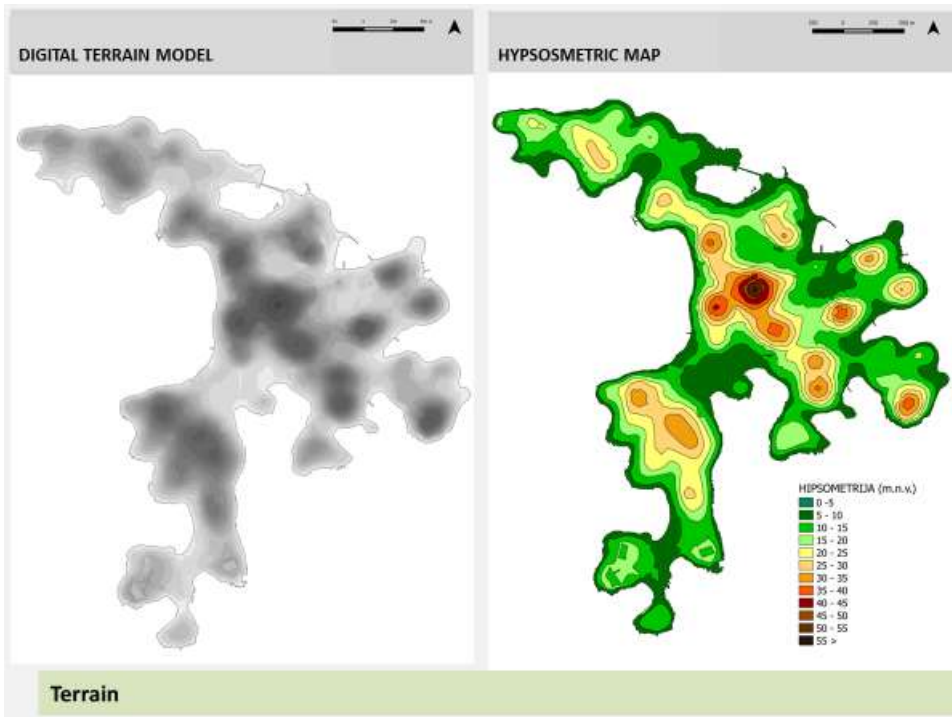 DIGITAL TERRAIN MODEL
HYPSOSMETRIC MAP
HIPSOMETRIJA (m.n.v.)
0 -5
5 - 10
10 - 15
15 - 20
20 - 25
25 - 30
30 - 35
35 - 40
40 - 45
45 - 50
50 - 55
55 >
Terrain